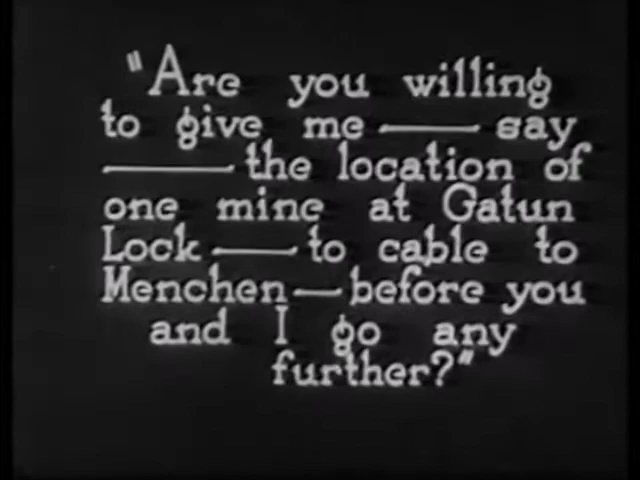 "Are you willing
to give me — say
— the location of
one mine at Gatun
Lock — to cable to
Menchen — before you
and I go any
further?"